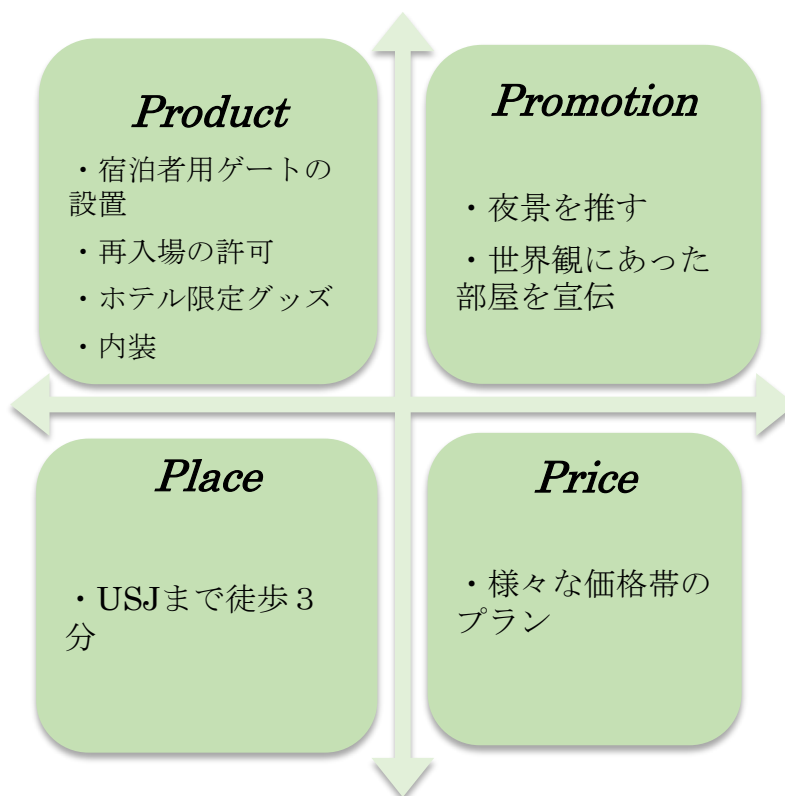 Product
・宿泊者用ゲートの
設置
・再入場の許可
・ホテル限定グッズ
・内装
Promotion
・夜景を推す
・世界観にあった
部屋を宣伝
Place
・USJまで徒歩３
分
Price
・様々な価格帯の
プラン